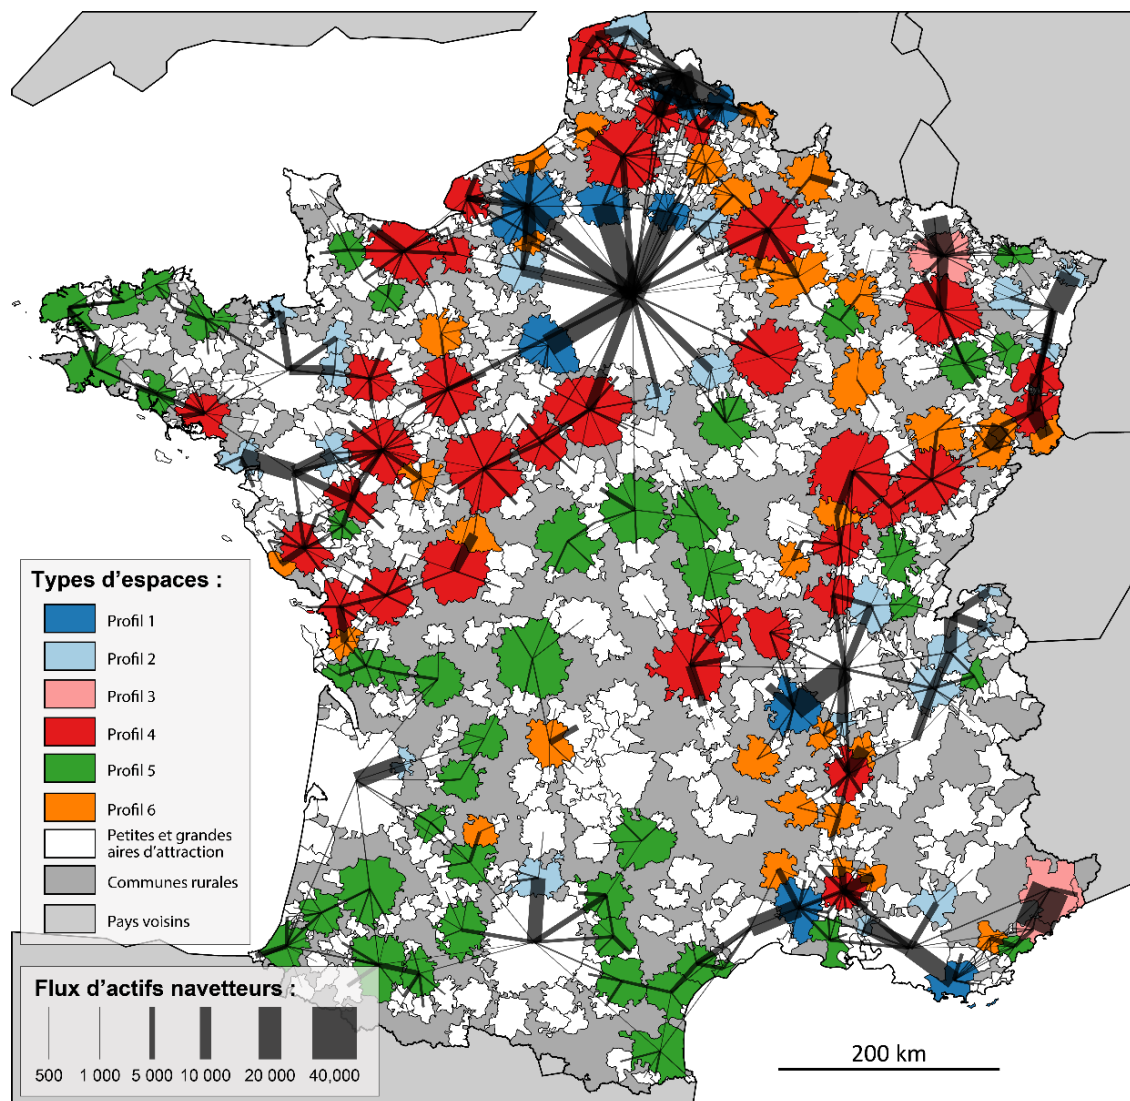 Types d'espaces :
Profil 1
Profil 2
Profil 3
Profil 4
Profil 5
Profil 6
Petites et grandes
aires d'attraction
Communes rurales
Pays voisins
Flux d'actifs navetteurs :
500 1 000 5 000 10 000 20 000 40,000
200 km